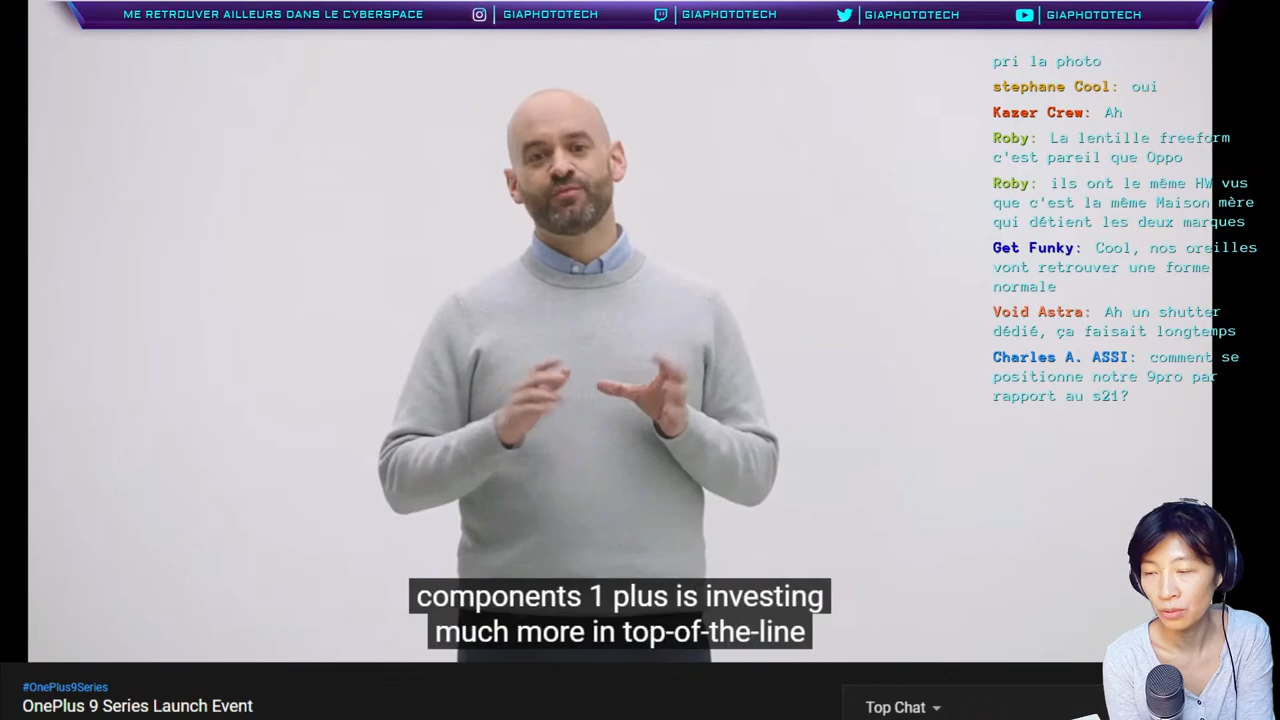 ME RETROUVER AILLEURS DANS LE CYBERSPACE
GIAPHOTOTECH
GIAPHOTOTECH
GIAPHOTOTECH
GIAPHOTOTECH
pri la photo
stephane Cool: oui
Kazer Crew: Ah
Roby: La lentille freeform
c'est pareil que Oppo
Roby: ils ont le même HW vus
que c'est la même Maison mère
qui détient les deux marques
Get Funky: Cool, nos oreilles
vont retrouver une forme
normale
Void Astra: Ah un shutter
dédié, ça faisait longtemps
Charles A. ASSI: comment se
positionne notre 9pro par
rapport au s21?
components 1 plus is investing
much more in top-of-the-line
#OnePlus9Series
OnePlus 9 Series Launch Event
Top Chat